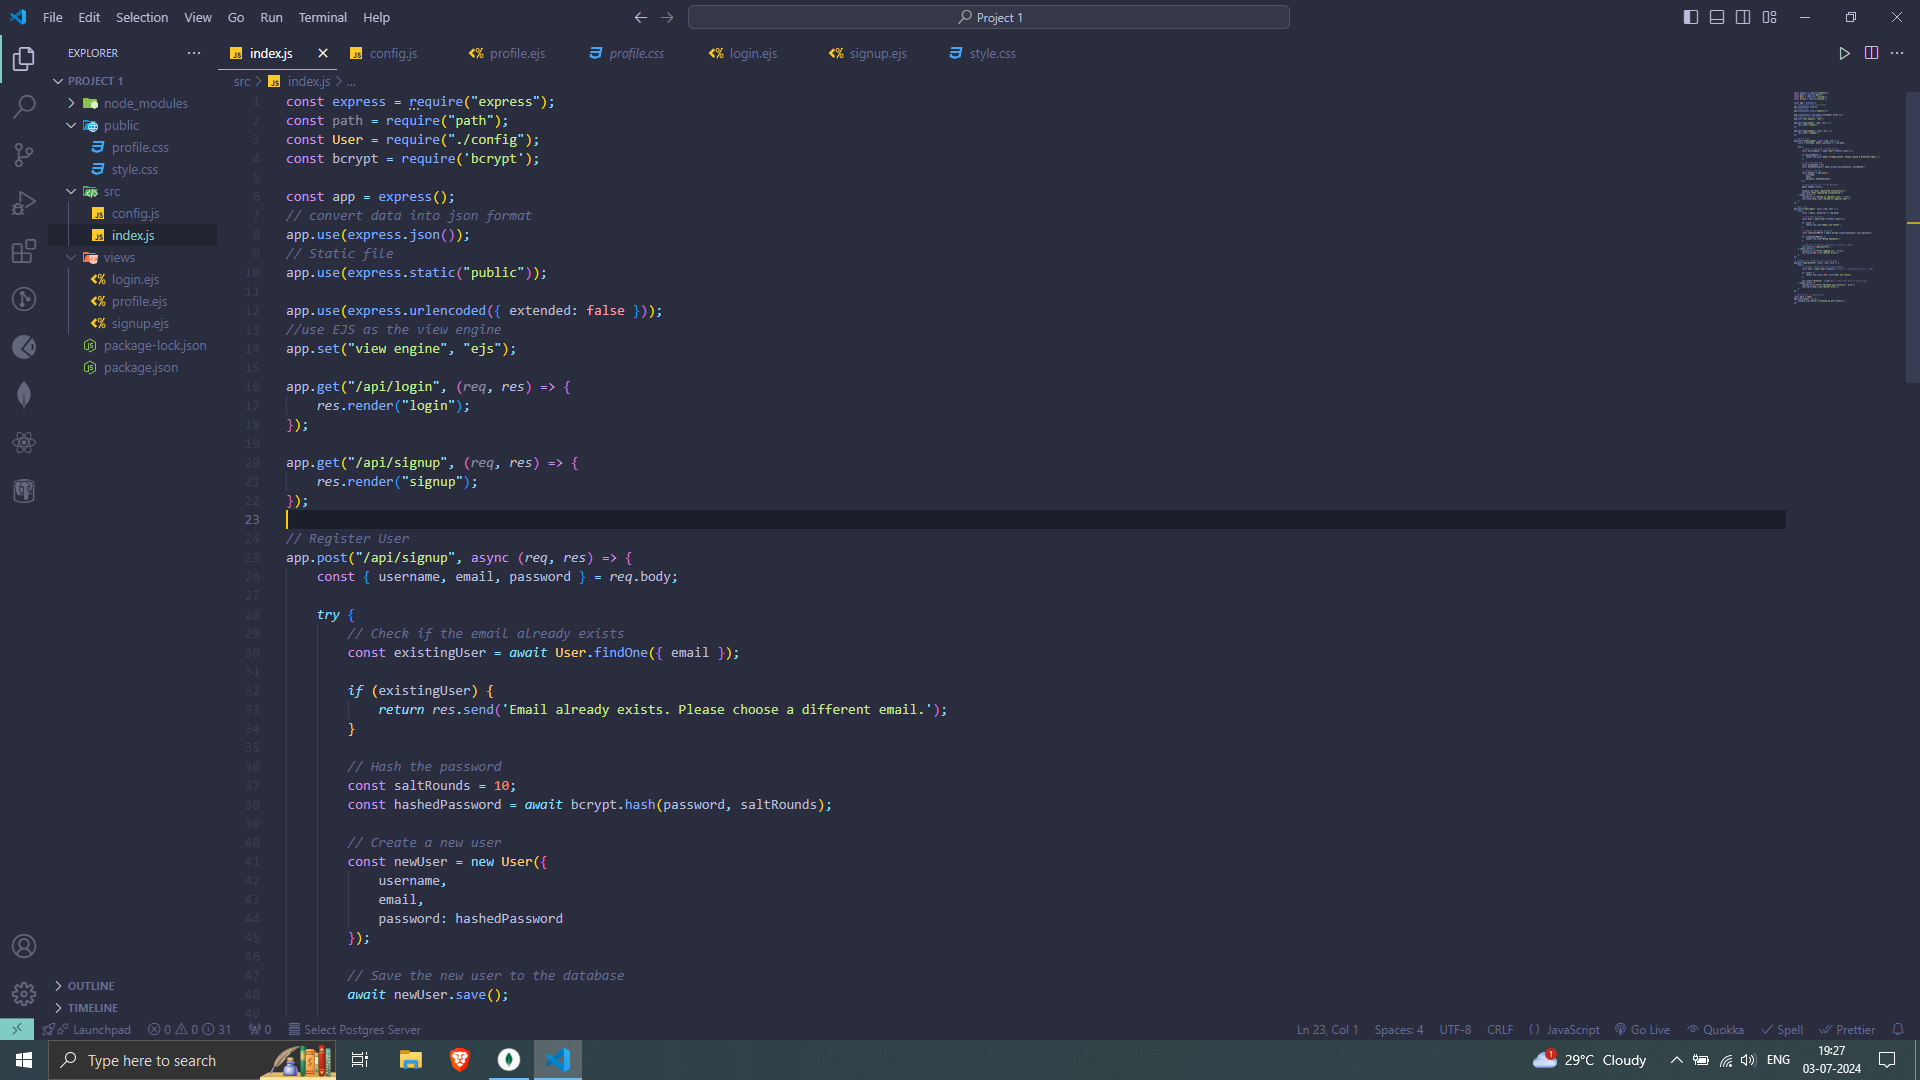 File Edit Selection View Go Run Terminal Help
Project 1
EXPLORER
index.js config.js profile.ejs profile.css login.ejs signup.ejs style.css
PROJECT 1
node_modules
public
profile.css
style.css
src
config.js
index.js
views
login.ejs
profile.ejs
signup.ejs
package-lock.json
package.json
OUTLINE
TIMELINE
src > index.js > ...
1 const express = require("express");
2 const path = require("path");
3 const User = require("./config");
4 const bcrypt = require('bcrypt');
5
6 const app = express();
7 // convert data into json format
8 app.use(express.json());
9 // Static file
10 app.use(express.static("public"));
11
12 app.use(express.urlencoded({ extended: false }));
13 //use EJS as the view engine
14 app.set("view engine", "ejs");
15
16 app.get("/api/login", (req, res) => {
17 res.render("login");
18 });
19
20 app.get("/api/signup", (req, res) => {
21 res.render("signup");
22 });
23
24 // Register User
25 app.post("/api/signup", async (req, res) => {
26 const { username, email, password } = req.body;
27
28 try {
29 // Check if the email already exists
30 const existingUser = await User.findOne({ email });
31
32 if (existingUser) {
33 return res.send('Email already exists. Please choose a different email.');
34 }
35
36 // Hash the password
37 const saltRounds = 10;
38 const hashedPassword = await bcrypt.hash(password, saltRounds);
39
40 // Create a new user
41 const newUser = new User({
42 username,
43 email,
44 password: hashedPassword
45 });
46
47 // Save the new user to the database
48 await newUser.save();
49
Launchpad 0 0 31 0 Select Postgres Server
Ln 23, Col 1 Spaces: 4 UTF-8 CRLF {} JavaScript Go Live Quokka Spell Prettier
Type here to search
1 29°C Cloudy ENG
19:27
03-07-2024